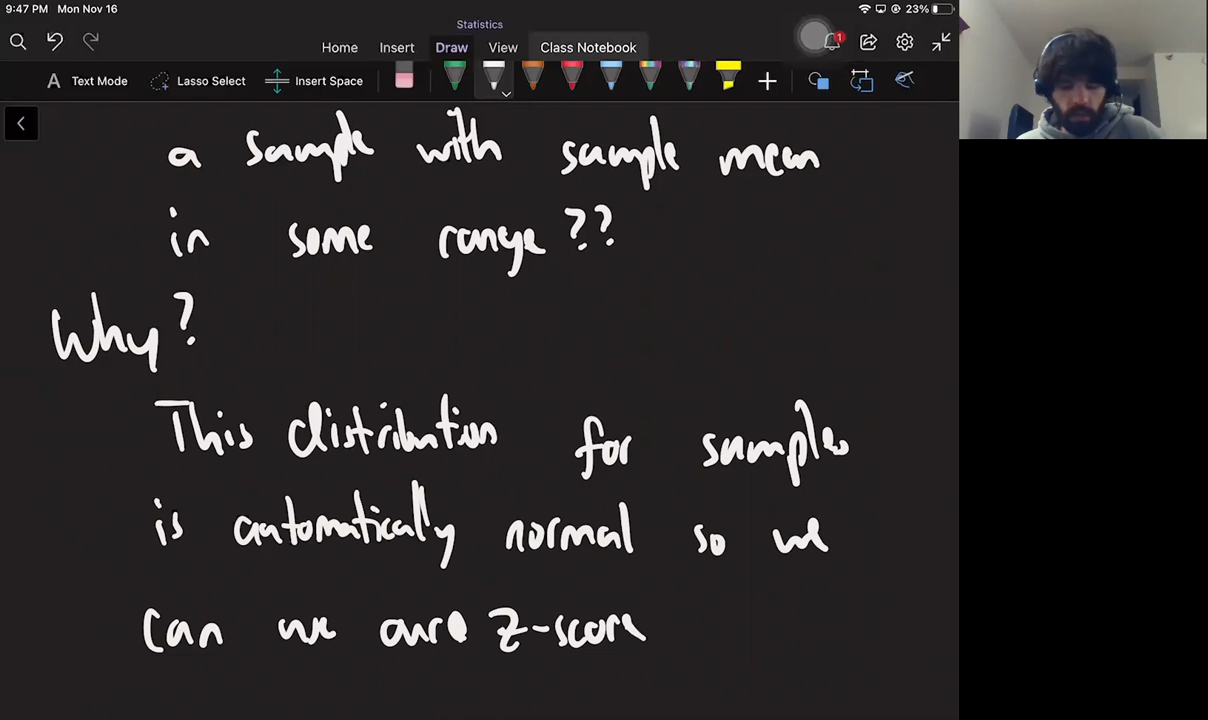 9:47 PM Mon Nov 16
23%
Statistics
Home Insert Draw View Class Notebook
1
A Text Mode Lasso Select Insert Space
a sample with sample mean
in some range??
Why?
This distribution for samples
is automatically normal so we
can we our Z-score